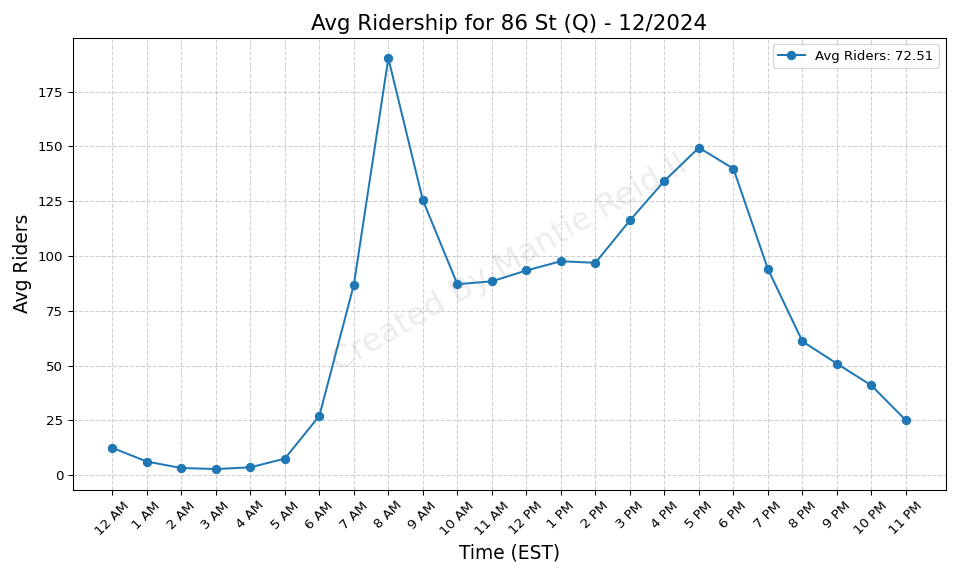 Avg Ridership for 86 St (Q) - 12/2024
Avg Riders: 72.51
Avg Riders
175
150
125
100
75
50
25
0
Created By Mantle Reid
12 AM
1 AM
2 AM
3 AM
4 AM
5 AM
6 AM
7 AM
8 AM
9 AM
10 AM
11 AM
12 PM
1 PM
2 PM
3 PM
4 PM
5 PM
6 PM
7 PM
8 PM
9 PM
10 PM
11 PM
Time (EST)